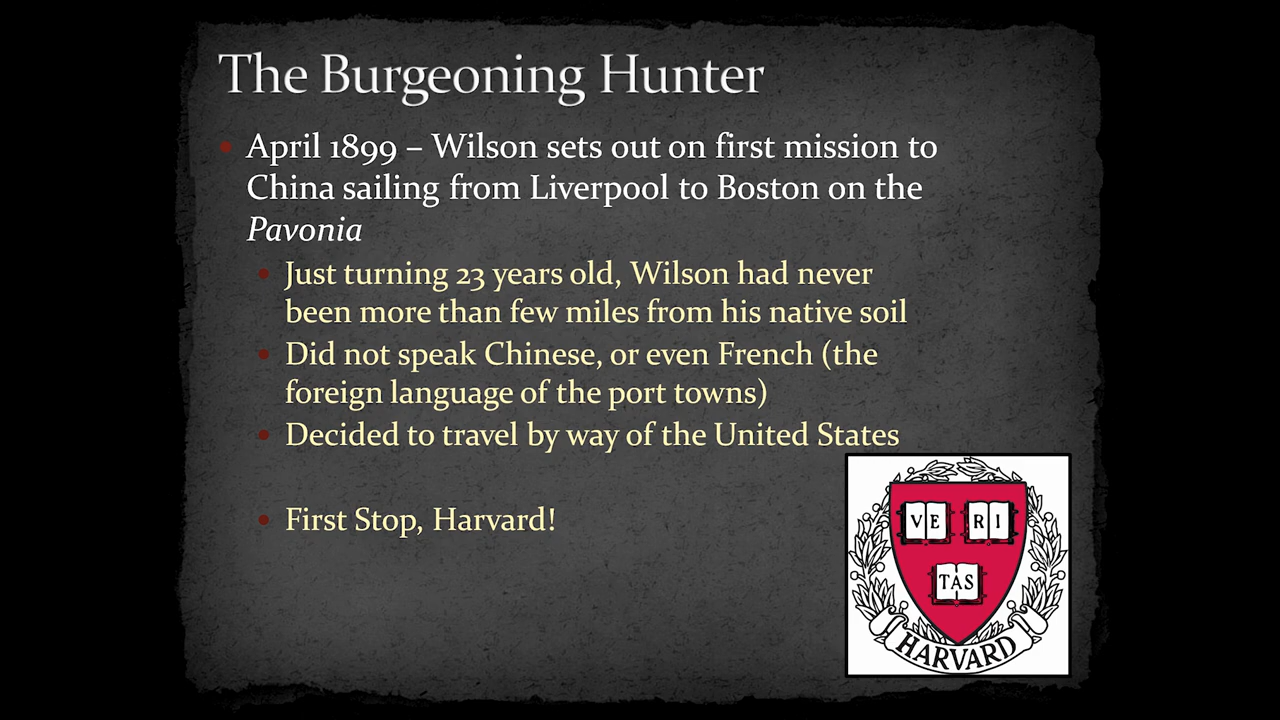 The Burgeoning Hunter
April 1899 – Wilson sets out on first mission to
China sailing from Liverpool to Boston on the
Pavonia
Just turning 23 years old, Wilson had never
been more than few miles from his native soil
Did not speak Chinese, or even French (the
foreign language of the port towns)
Decided to travel by way of the United States
First Stop, Harvard!
VE RI
TAS
HARVARD